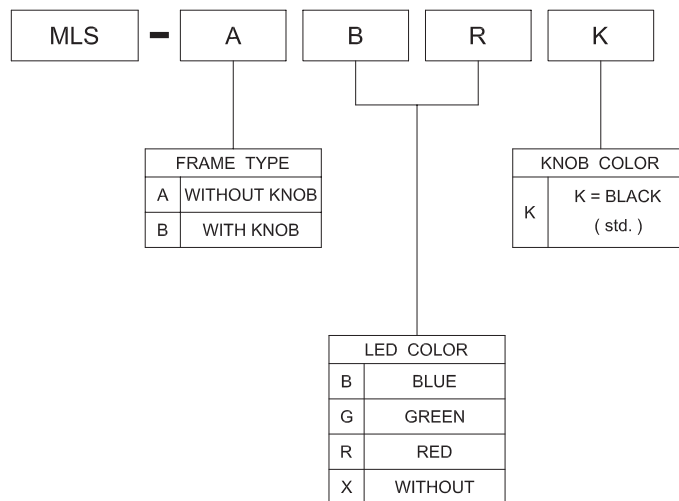 MLS - A B R K
FRAME TYPE
A WITHOUT KNOB
B WITH KNOB
KNOB COLOR
K K = BLACK
( std. )
LED COLOR
B BLUE
G GREEN
R RED
X WITHOUT